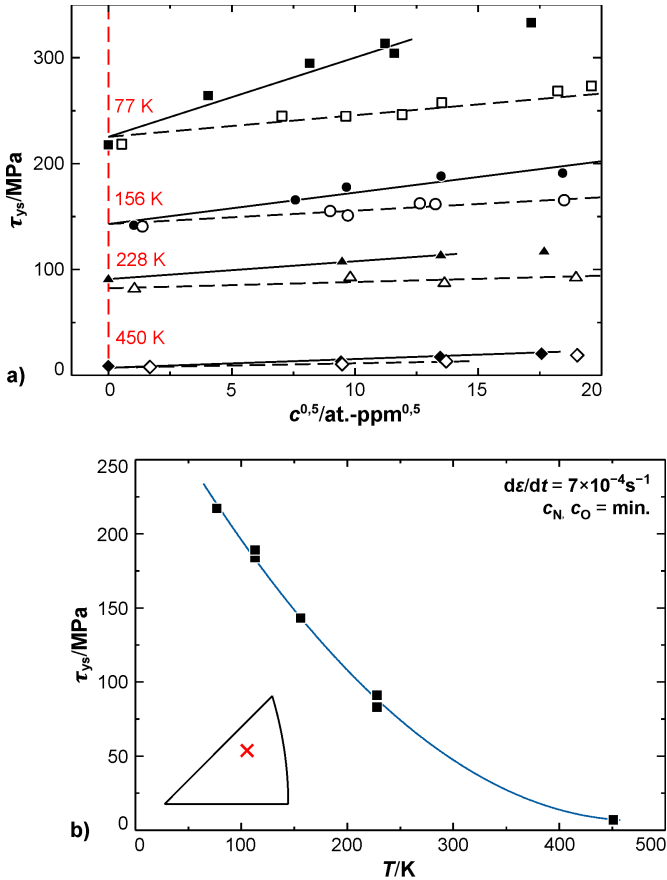 300
200
100
0
τys/MPa
77 K
156 K
228 K
450 K
a)
0 5 10 15 20
c0,5/at.-ppm0,5
250
200
150
100
50
0
τys/MPa
dε/dt = 7×10−4s−1
cN, cO = min.
b)
0 100 200 300 400 500
T/K